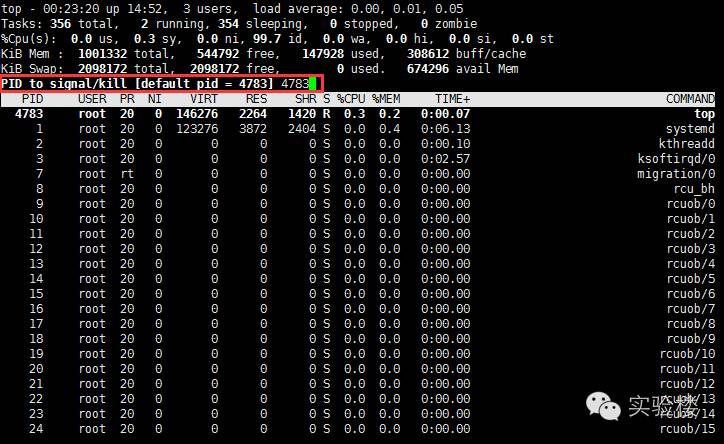 top - 00:23:20 up 14:52,  3 users,  load average: 0.00, 0.01, 0.05
Tasks: 356 total,   2 running, 354 sleeping,   0 stopped,   0 zombie
%Cpu(s):  0.0 us,  0.3 sy,  0.0 ni, 99.7 id,  0.0 wa,  0.0 hi,  0.0 si,  0.0 st
KiB Mem :  1001332 total,   544792 free,   147928 used,   308612 buff/cache
KiB Swap:  2098172 total,  2098172 free,        0 used.   674296 avail Mem
PID to signal/kill [default pid = 4783] 4783
PID USER PR NI VIRT RES SHR S %CPU %MEM TIME+ COMMAND
4783 root 20 0 146276 2264 1420 R 0.3 0.2 0:00.07 top
1 root 20 0 123276 3872 2404 S 0.0 0.4 0:06.13 systemd
2 root 20 0 0 0 0 S 0.0 0.0 0:00.10 kthreadd
3 root 20 0 0 0 0 S 0.0 0.0 0:02.57 ksoftirqd/0
7 root rt 0 0 0 0 S 0.0 0.0 0:00.00 migration/0
8 root 20 0 0 0 0 S 0.0 0.0 0:00.00 rcu_bh
9 root 20 0 0 0 0 S 0.0 0.0 0:00.00 rcuob/0
10 root 20 0 0 0 0 S 0.0 0.0 0:00.00 rcuob/1
11 root 20 0 0 0 0 S 0.0 0.0 0:00.00 rcuob/2
12 root 20 0 0 0 0 S 0.0 0.0 0:00.00 rcuob/3
13 root 20 0 0 0 0 S 0.0 0.0 0:00.00 rcuob/4
14 root 20 0 0 0 0 S 0.0 0.0 0:00.00 rcuob/5
15 root 20 0 0 0 0 S 0.0 0.0 0:00.00 rcuob/6
16 root 20 0 0 0 0 S 0.0 0.0 0:00.00 rcuob/7
17 root 20 0 0 0 0 S 0.0 0.0 0:00.00 rcuob/8
18 root 20 0 0 0 0 S 0.0 0.0 0:00.00 rcuob/9
19 root 20 0 0 0 0 S 0.0 0.0 0:00.00 rcuob/10
20 root 20 0 0 0 0 S 0.0 0.0 0:00.00 rcuob/11
21 root 20 0 0 0 0 S 0.0 0.0 0:00.00 rcuob/12
22 root 20 0 0 0 0 S 0.0 0.0 0:00.00 rcuob/13
23 root 20 0 0 0 0 S 0.0 0.0 0:00.00 rcuob/14
24 root 20 0 0 0 0 S 0.0 0.0 0:00.00 rcuob/15
实验楼